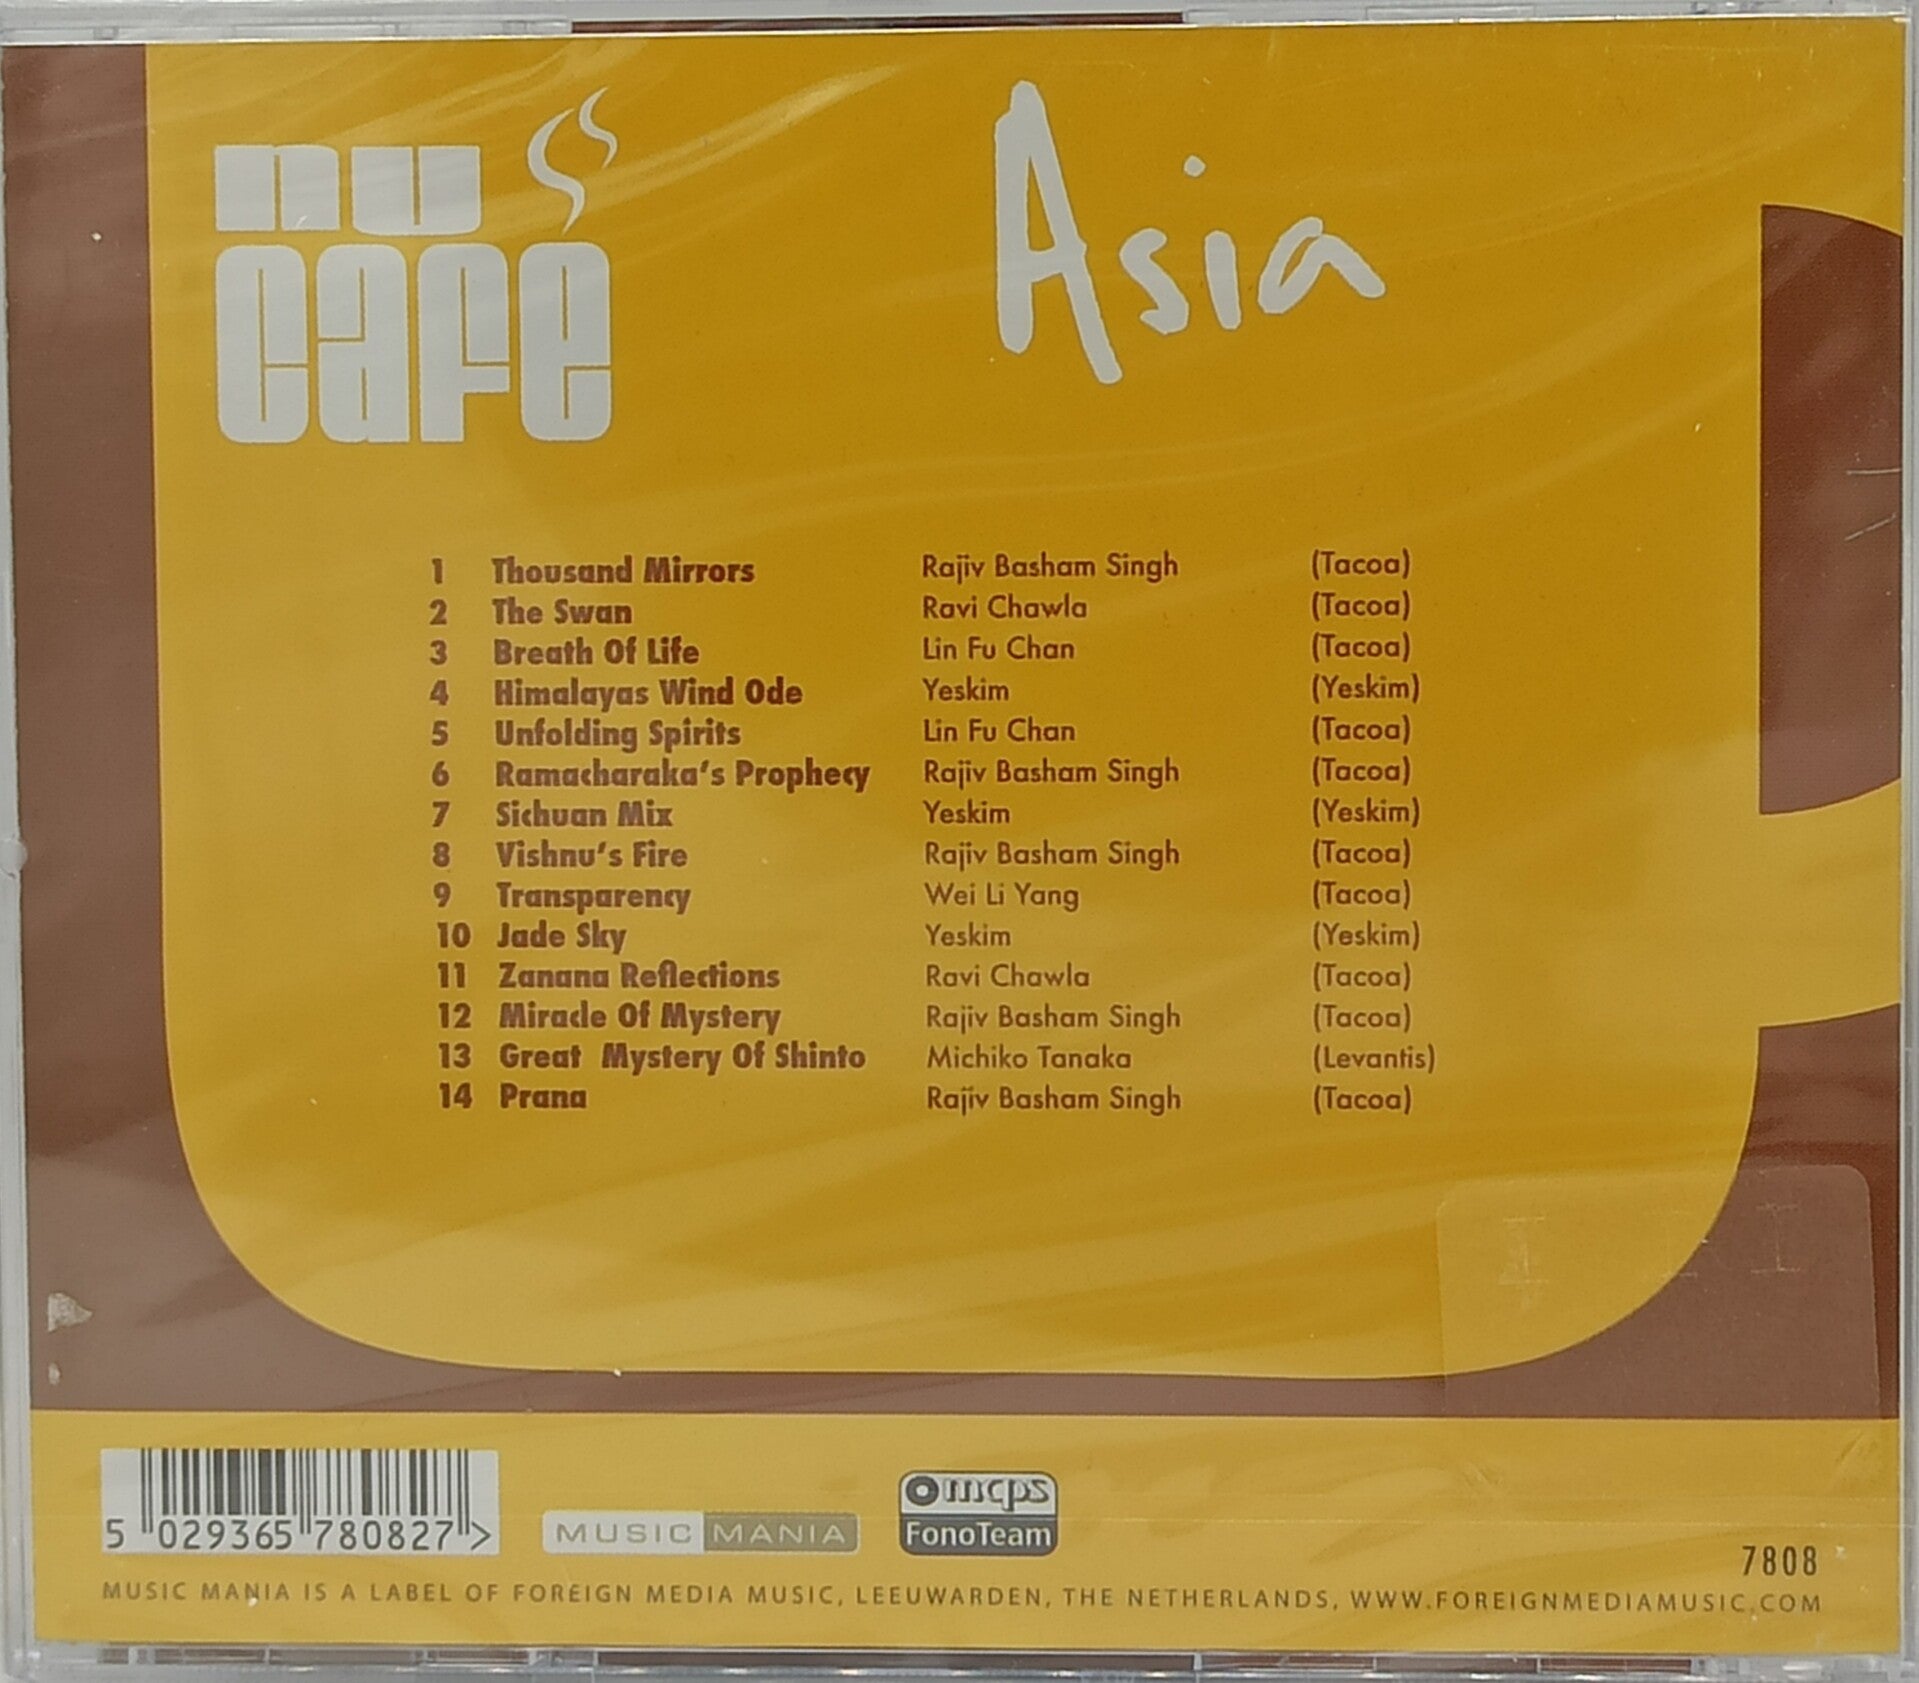 nu
cafe
Asia
1 Thousand Mirrors Rajiv Basham Singh (Tacoa)
2 The Swan Ravi Chawla (Tacoa)
3 Breath Of Life Lin Fu Chan (Tacoa)
4 Himalayas Wind Ode Yeskim (Yeskim)
5 Unfolding Spirits Lin Fu Chan (Tacoa)
6 Ramacharaka's Prophecy Rajiv Basham Singh (Tacoa)
7 Sichuan Mix Yeskim (Yeskim)
8 Vishnu's Fire Rajiv Basham Singh (Tacoa)
9 Transparency Wei Li Yang (Tacoa)
10 Jade Sky Yeskim (Yeskim)
11 Zanana Reflections Ravi Chawla (Tacoa)
12 Miracle Of Mystery Rajiv Basham Singh (Tacoa)
13 Great Mystery Of Shinto Michiko Tanaka (Levantis)
14 Prana Rajiv Basham Singh (Tacoa)
5 029365 780827 >
MUSIC MANIA
mcps
FonoTeam
7808
MUSIC MANIA IS A LABEL OF FOREIGN MEDIA MUSIC, LEEUWARDEN, THE NETHERLANDS, WWW.FOREIGNMEDIAMUSIC.COM